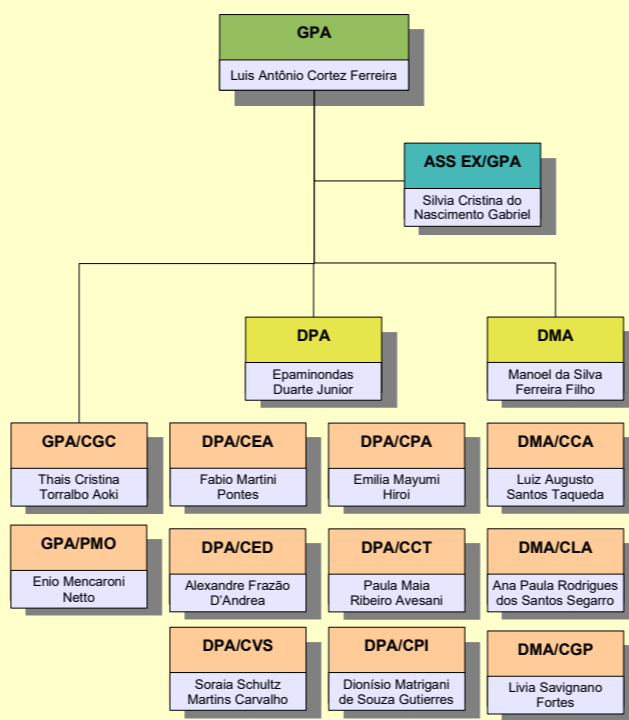 GPA
Luis Antônio Cortez Ferreira
ASS EX/GPA
Silvia Cristina do
Nascimento Gabriel
DPA
Epaminondas
Duarte Junior
DMA
Manoel da Silva
Ferreira Filho
GPA/CGC
Thais Cristina
Torralbo Aoki
DPA/CEA
Fabio Martini
Pontes
DPA/CPA
Emilia Mayumi
Hiroi
DMA/CCA
Luiz Augusto
Santos Taqueda
GPA/PMO
Enio Mencaroni
Netto
DPA/CED
Alexandre Frazão
D'Andrea
DPA/CCT
Paula Maia
Ribeiro Avesani
DMA/CLA
Ana Paula Rodrigues
dos Santos Segarro
DPA/CVS
Soraia Schultz
Martins Carvalho
DPA/CPI
Dionísio Matrigani
de Souza Gutierres
DMA/CGP
Livia Savignano
Fortes